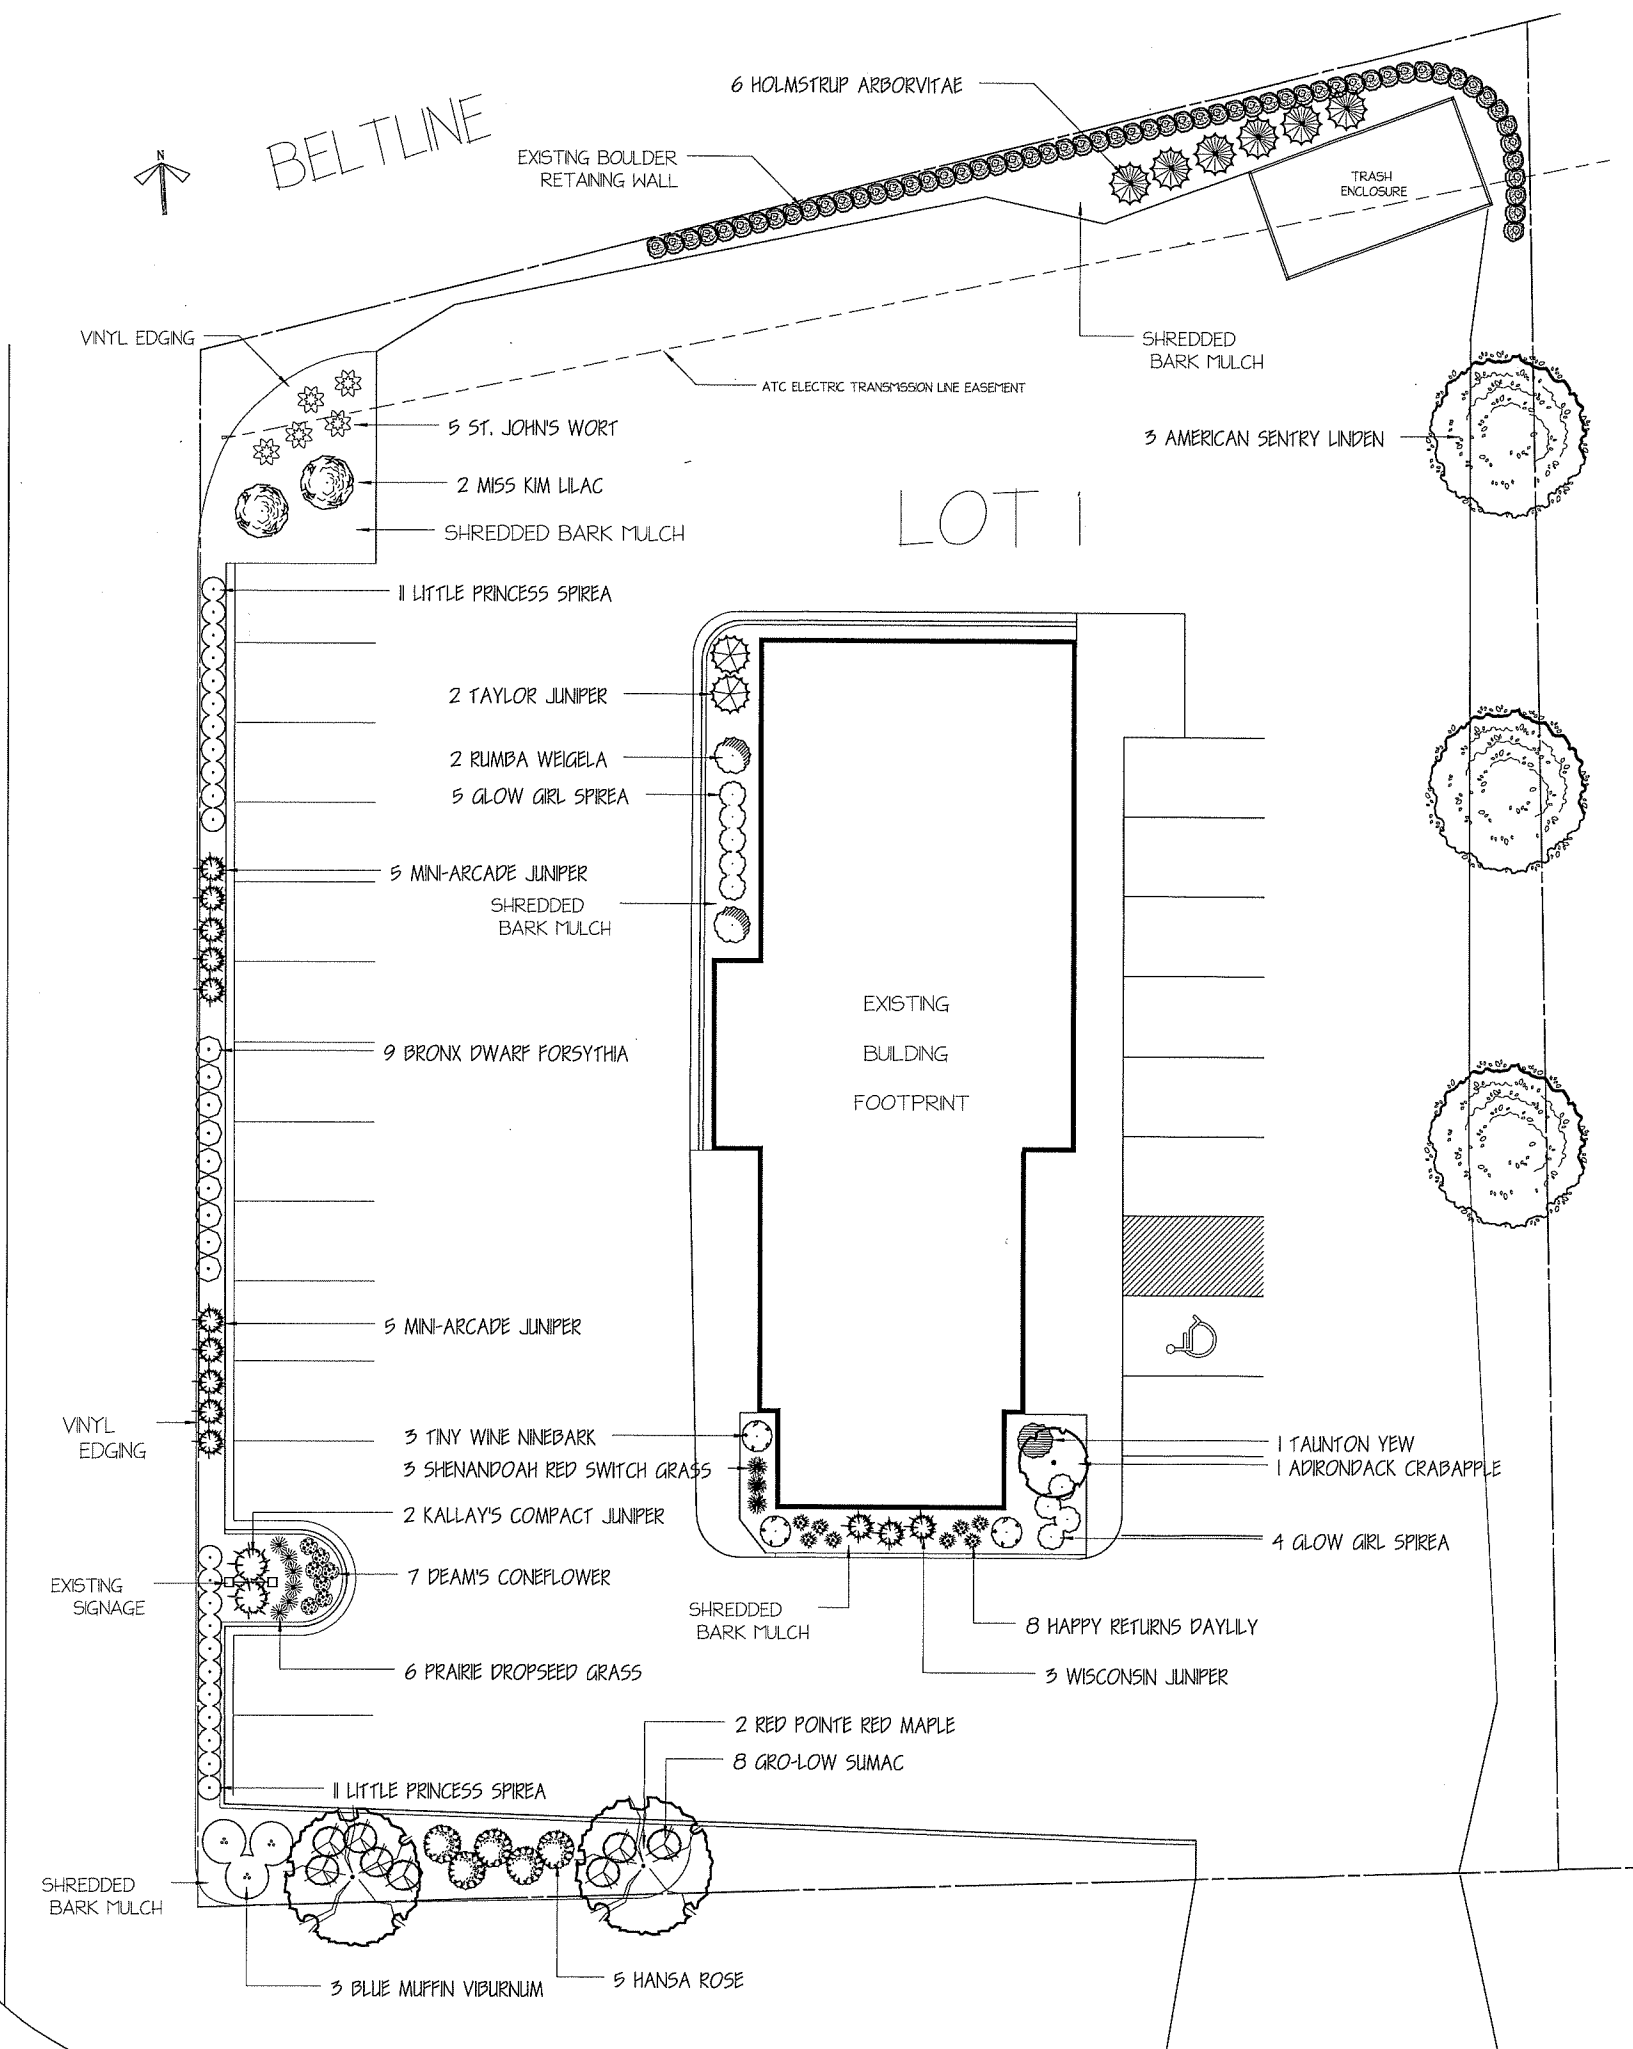 6 HOLMSTRUP ARBORVITAE
BELTLINE
N
EXISTING BOULDER
RETAINING WALL
TRASH
ENCLOSURE
VINYL EDGING
SHREDDED
BARK MULCH
ATC ELECTRIC TRANSMSSION LINE EASEMENT
5 ST. JOHN'S WORT
3 AMERICAN SENTRY LINDEN
2 MISS KIM LILAC
LOT 1
SHREDDED BARK MULCH
11 LITTLE PRINCESS SPIREA
2 TAYLOR JUNIPER
2 RUMBA WEIGELA
5 GLOW GIRL SPIREA
5 MINI-ARCADE JUNIPER
SHREDDED
BARK MULCH
EXISTING
BUILDING
FOOTPRINT
9 BRONX DWARF FORSYTHIA
5 MINI-ARCADE JUNIPER
VINYL
EDGING
3 TINY WINE NINEBARK
1 TAUNTON YEW
3 SHENANDOAH RED SWITCH GRASS
1 ADIRONDACK CRABAPPLE
2 KALLAY'S COMPACT JUNIPER
4 GLOW GIRL SPIREA
7 DEAM'S CONEFLOWER
EXISTING
SIGNAGE
SHREDDED
BARK MULCH
8 HAPPY RETURNS DAYLILY
6 PRAIRIE DROPSEED GRASS
3 WISCONSIN JUNIPER
2 RED POINTE RED MAPLE
8 GRO-LOW SUMAC
11 LITTLE PRINCESS SPIREA
SHREDDED
BARK MULCH
3 BLUE MUFFIN VIBURNUM
5 HANSA ROSE